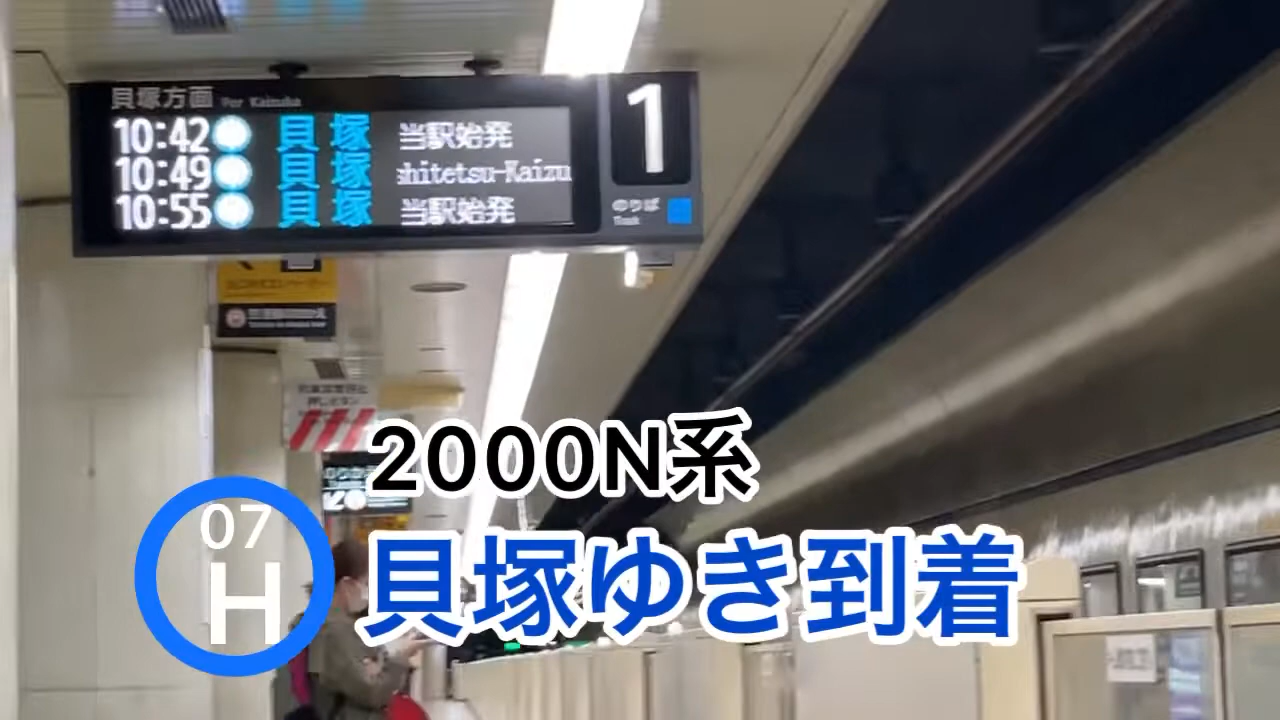 貝塚方面 For Kaizuka
10:42 貝塚 当駅始発
10:49 貝塚 shitetsu-Kaizu
10:55 貝塚 当駅始発
1
のりば
Track
2000N系
07
H
貝塚ゆき到着